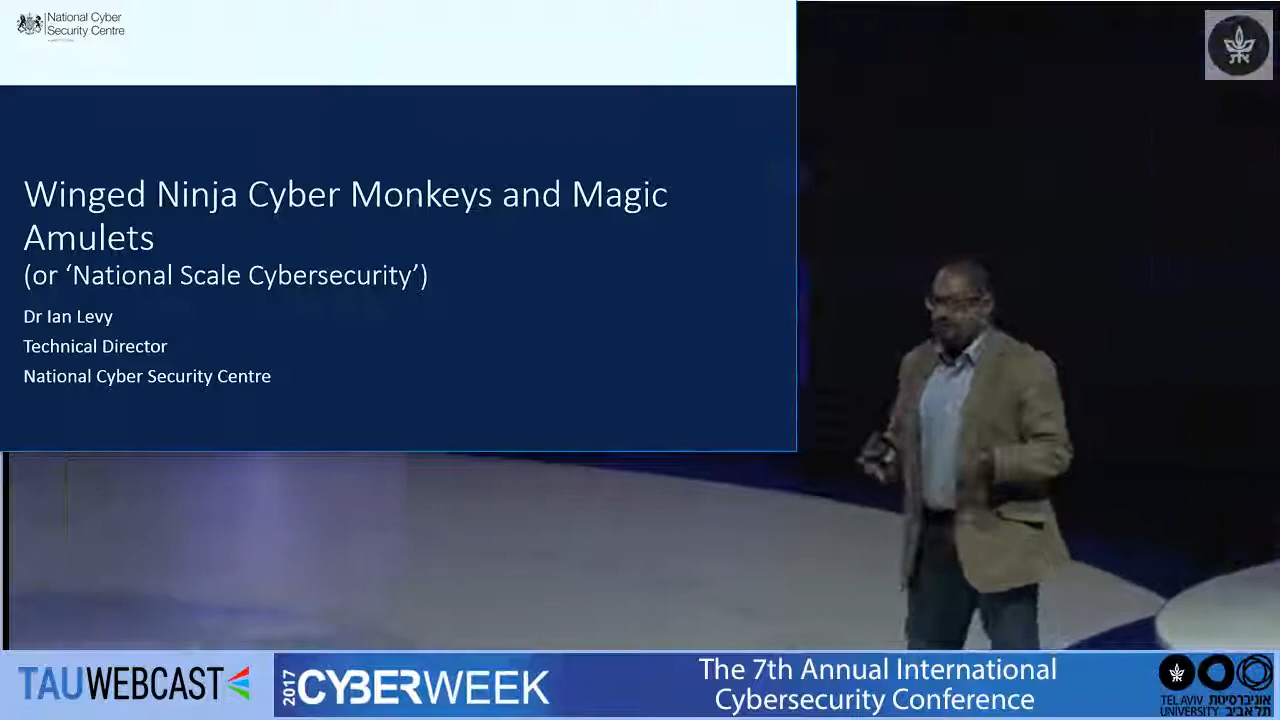 National Cyber
Security Centre
Winged Ninja Cyber Monkeys and Magic
Amulets
(or ‘National Scale Cybersecurity’)
Dr Ian Levy
Technical Director
National Cyber Security Centre
TAUWEBCAST
2017 CYBERWEEK
The 7th Annual International
Cybersecurity Conference
TEL AVIV אוניברסיטת
UNIVERSITY תל אביב